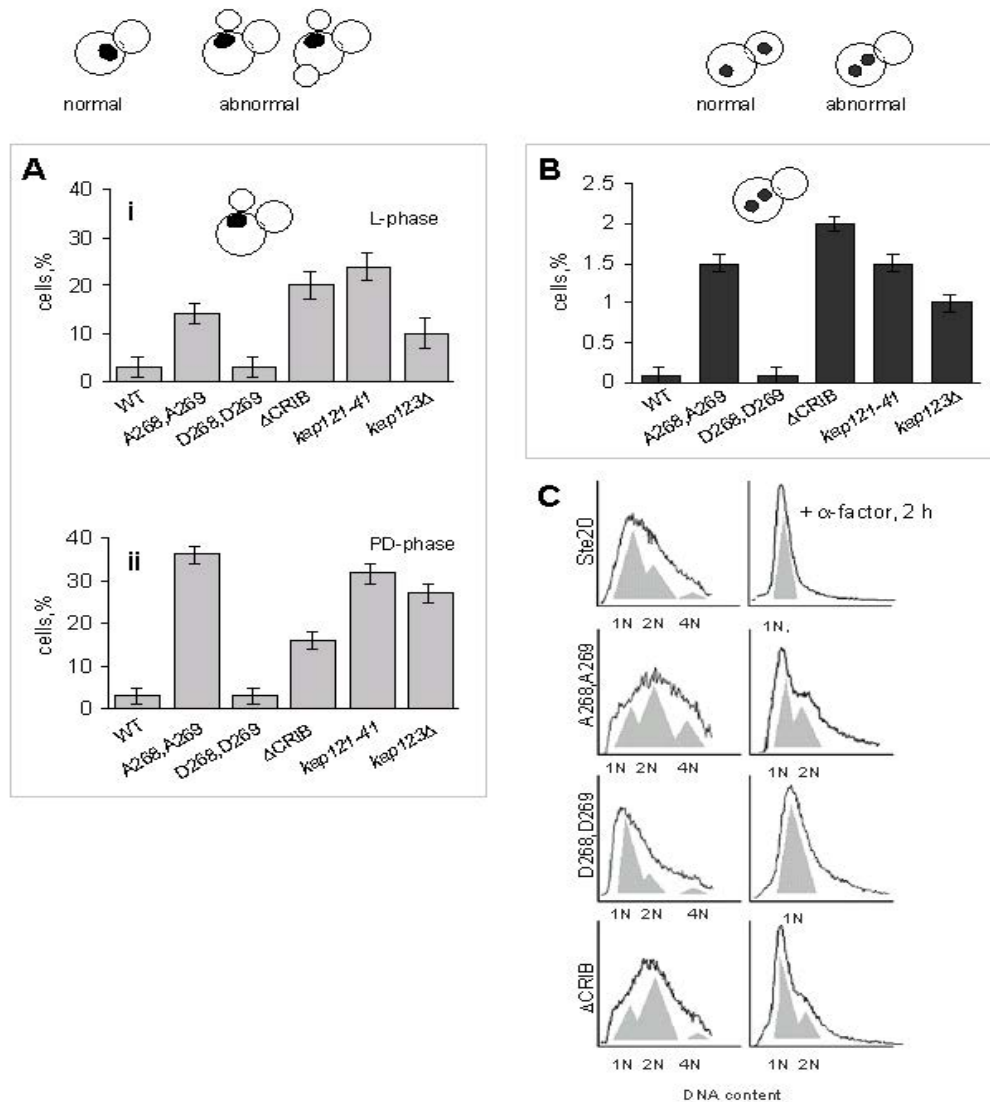 normal
abnormal
normal
abnormal
A
i
L-phase
40
30
20
10
0
cells,%
WT
A268,A269
D268,D269
ΔCRIB
kap121-41
kap123Δ
ii
PD-phase
40
30
20
10
0
cells,%
WT
A268,A269
D268,D269
ΔCRIB
kap121-41
kap123Δ
B
2.5
2
1.5
1
0.5
0
cells,%
WT
A268,A269
D268,D269
ΔCRIB
kap121-41
kap123Δ
C
Ste20
+ α-factor, 2 h
1N 2N 4N
1N,
A268,A269
1N 2N 4N
1N 2N
D268,D269
1N 2N 4N
1N
ΔCRIB
1N 2N 4N
1N 2N
DNA content